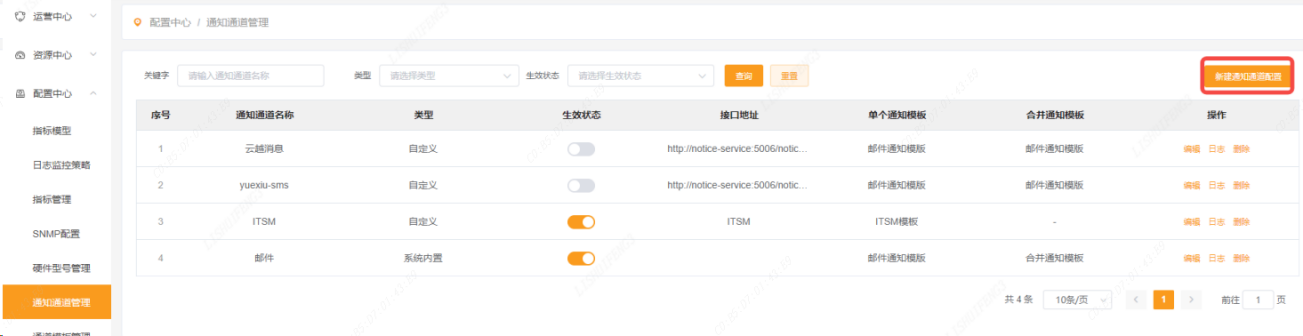 运营中心
资源中心
配置中心
指标模型
日志监控策略
指标管理
SNMP配置
硬件型号管理
通知通道管理
通道模板管理
配置中心 / 通知通道管理
关键字 请输入通知通道名称 类型 请选择类型 生效状态 请选择生效状态 查询 重置 新建通知通道配置
序号 通知通道名称 类型 生效状态 接口地址 单个通知模板 合并通知模板 操作
1 云越消息 自定义 http://notice-service:5006/notic... 邮件通知模版 邮件通知模版 编辑 日志 删除
2 yuexiu-sms 自定义 http://notice-service:5006/notic... 邮件通知模版 邮件通知模版 编辑 日志 删除
3 ITSM 自定义 ITSM ITSM模板 - 编辑 日志 删除
4 邮件 系统内置 邮件通知模版 合并通知模板 编辑 日志 删除
共 4 条 10条/页 < 1 > 前往 1 页